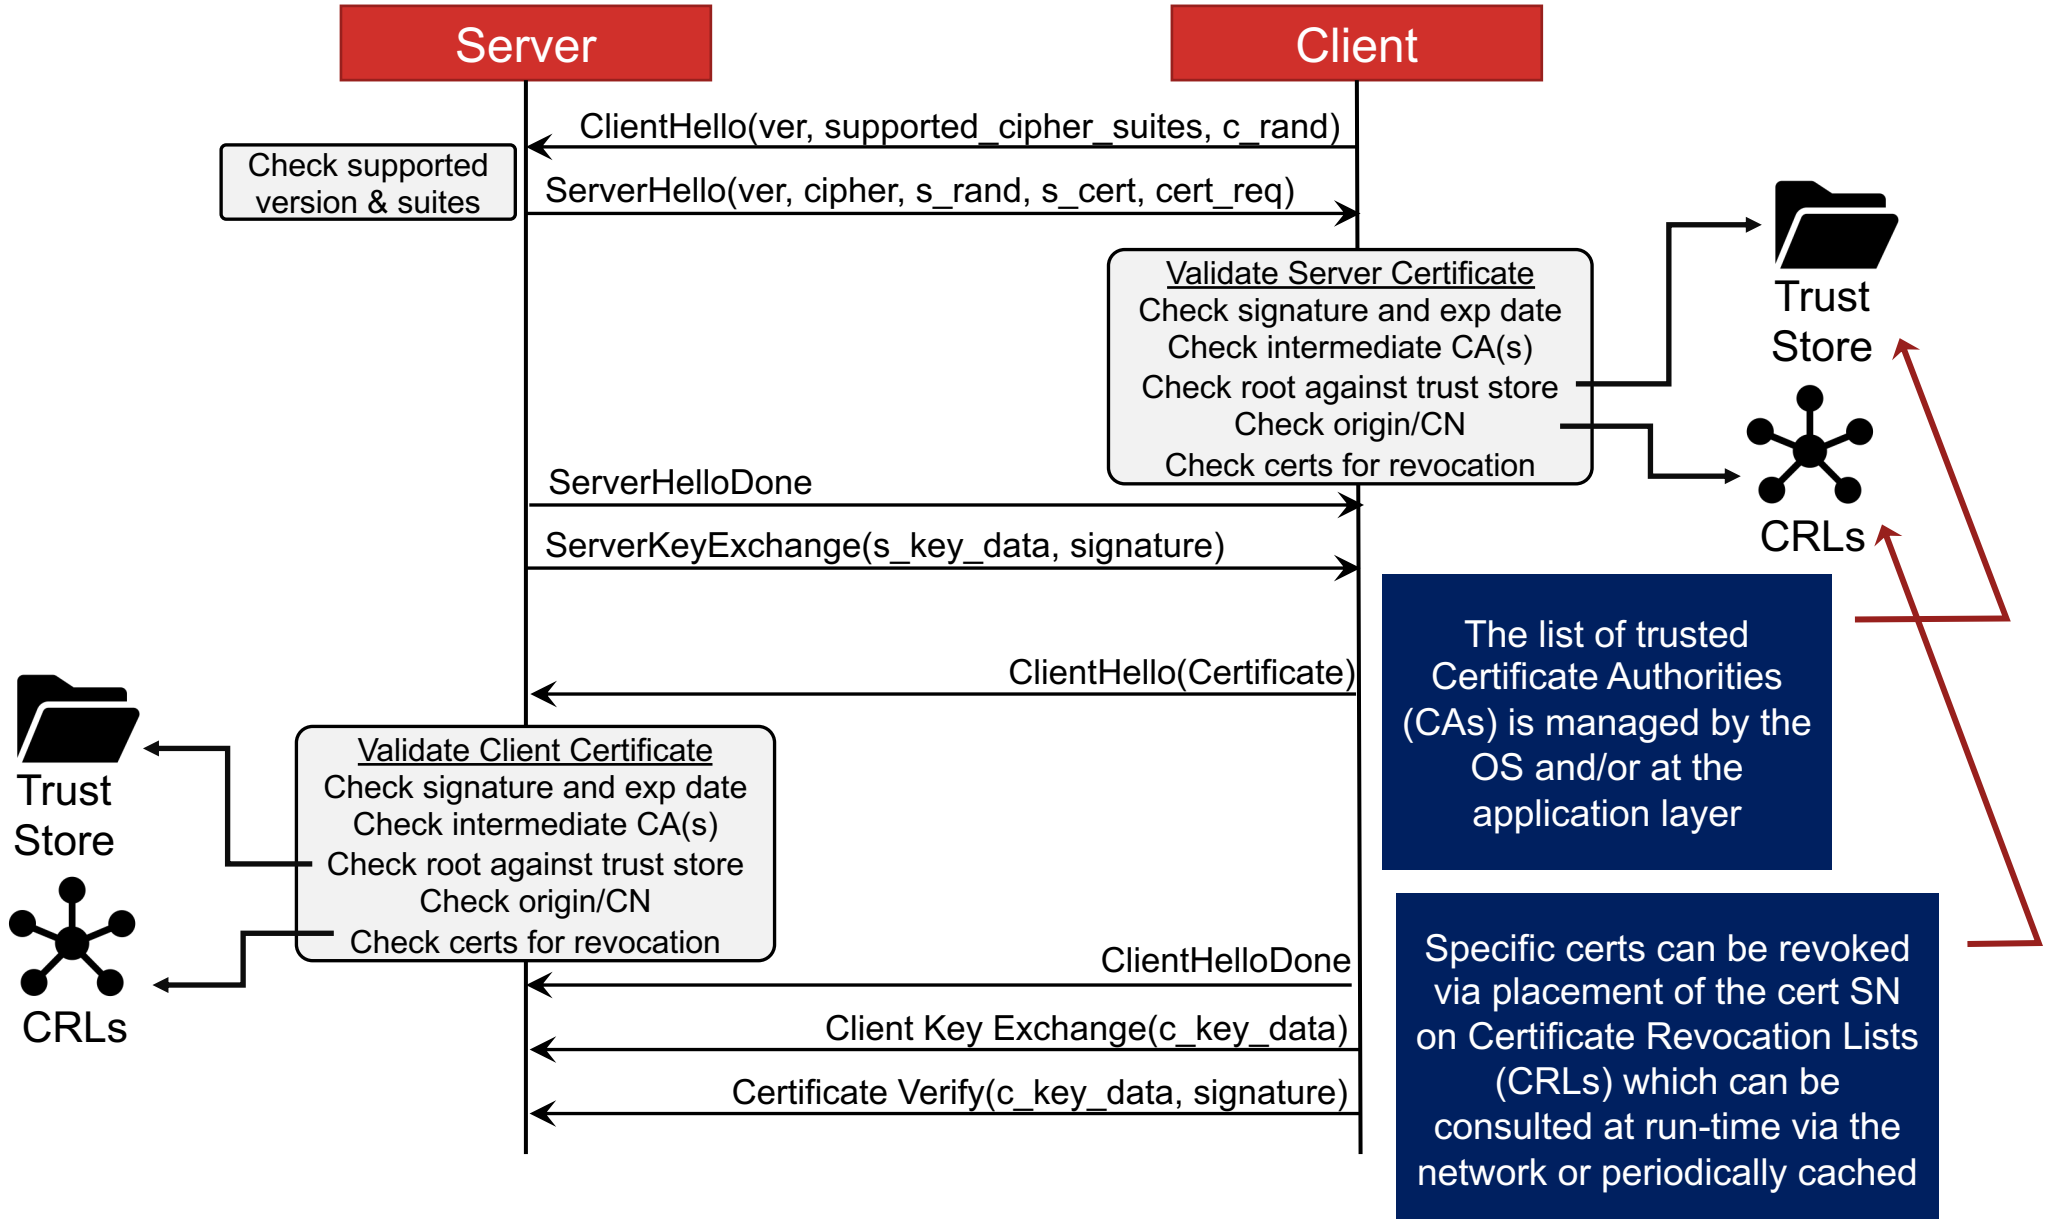 Server
Client
ClientHello(ver, supported_cipher_suites, c_rand)
Check supported
version & suites
ServerHello(ver, cipher, s_rand, s_cert, cert_req)
Validate Server Certificate
Check signature and exp date
Check intermediate CA(s)
Check root against trust store
Check origin/CN
Check certs for revocation
Trust
Store
CRLs
ServerHelloDone
ServerKeyExchange(s_key_data, signature)
ClientHello(Certificate)
The list of trusted
Certificate Authorities
(CAs) is managed by the
OS and/or at the
application layer
Trust
Store
CRLs
Validate Client Certificate
Check signature and exp date
Check intermediate CA(s)
Check root against trust store
Check origin/CN
Check certs for revocation
ClientHelloDone
Client Key Exchange(c_key_data)
Certificate Verify(c_key_data, signature)
Specific certs can be revoked
via placement of the cert SN
on Certificate Revocation Lists
(CRLs) which can be
consulted at run-time via the
network or periodically cached